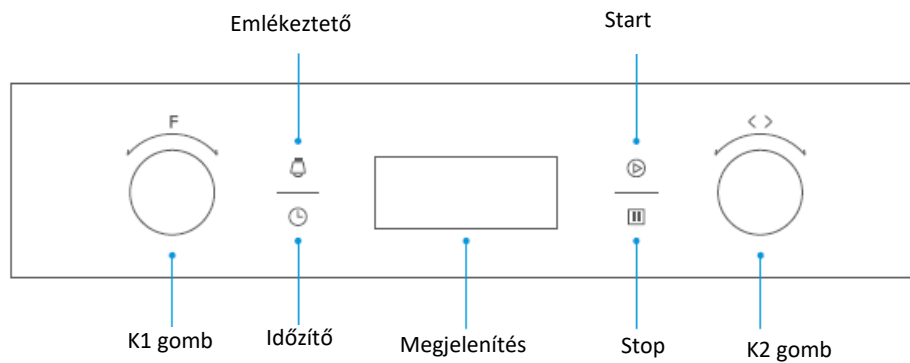 Emlékeztető
Start
F
< >
K1 gomb
Időzítő
Megjelenítés
Stop
K2 gomb